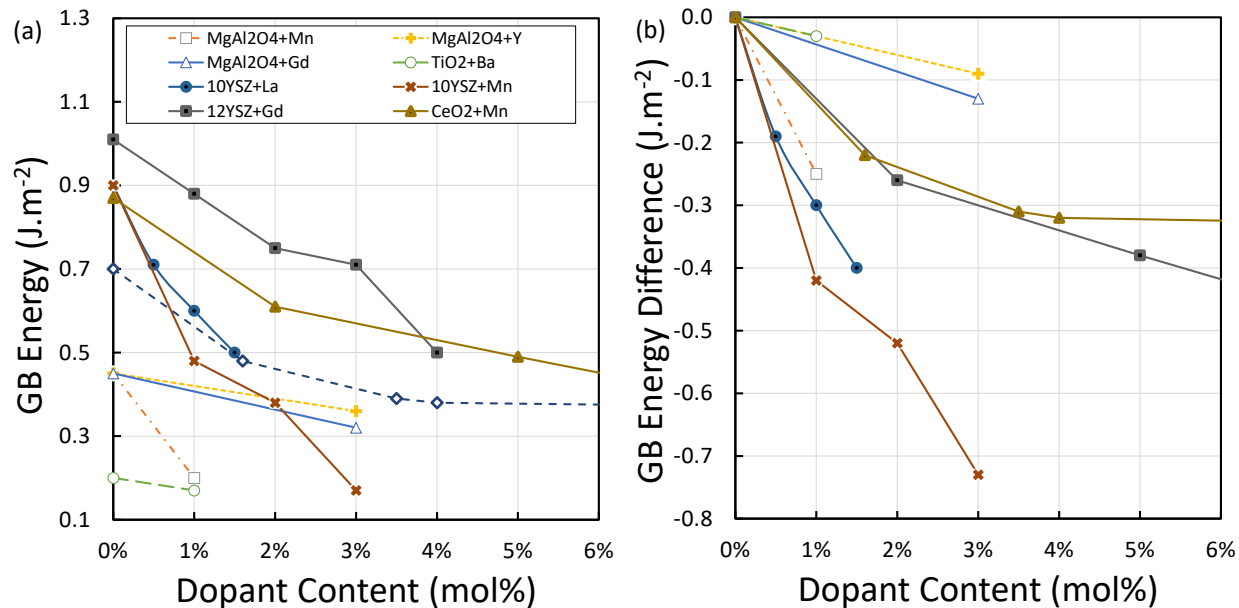 (a)
MgAl2O4+Mn MgAl2O4+Y
MgAl2O4+Gd TiO2+Ba
10YSZ+La 10YSZ+Mn
12YSZ+Gd CeO2+Mn
1.3
1.1
0.9
0.7
0.5
0.3
0.1
GB Energy (J.m⁻²)
0% 1% 2% 3% 4% 5% 6%
Dopant Content (mol%)
(b)
0.0
-0.1
-0.2
-0.3
-0.4
-0.5
-0.6
-0.7
-0.8
GB Energy Difference (J.m⁻²)
0% 1% 2% 3% 4% 5% 6%
Dopant Content (mol%)